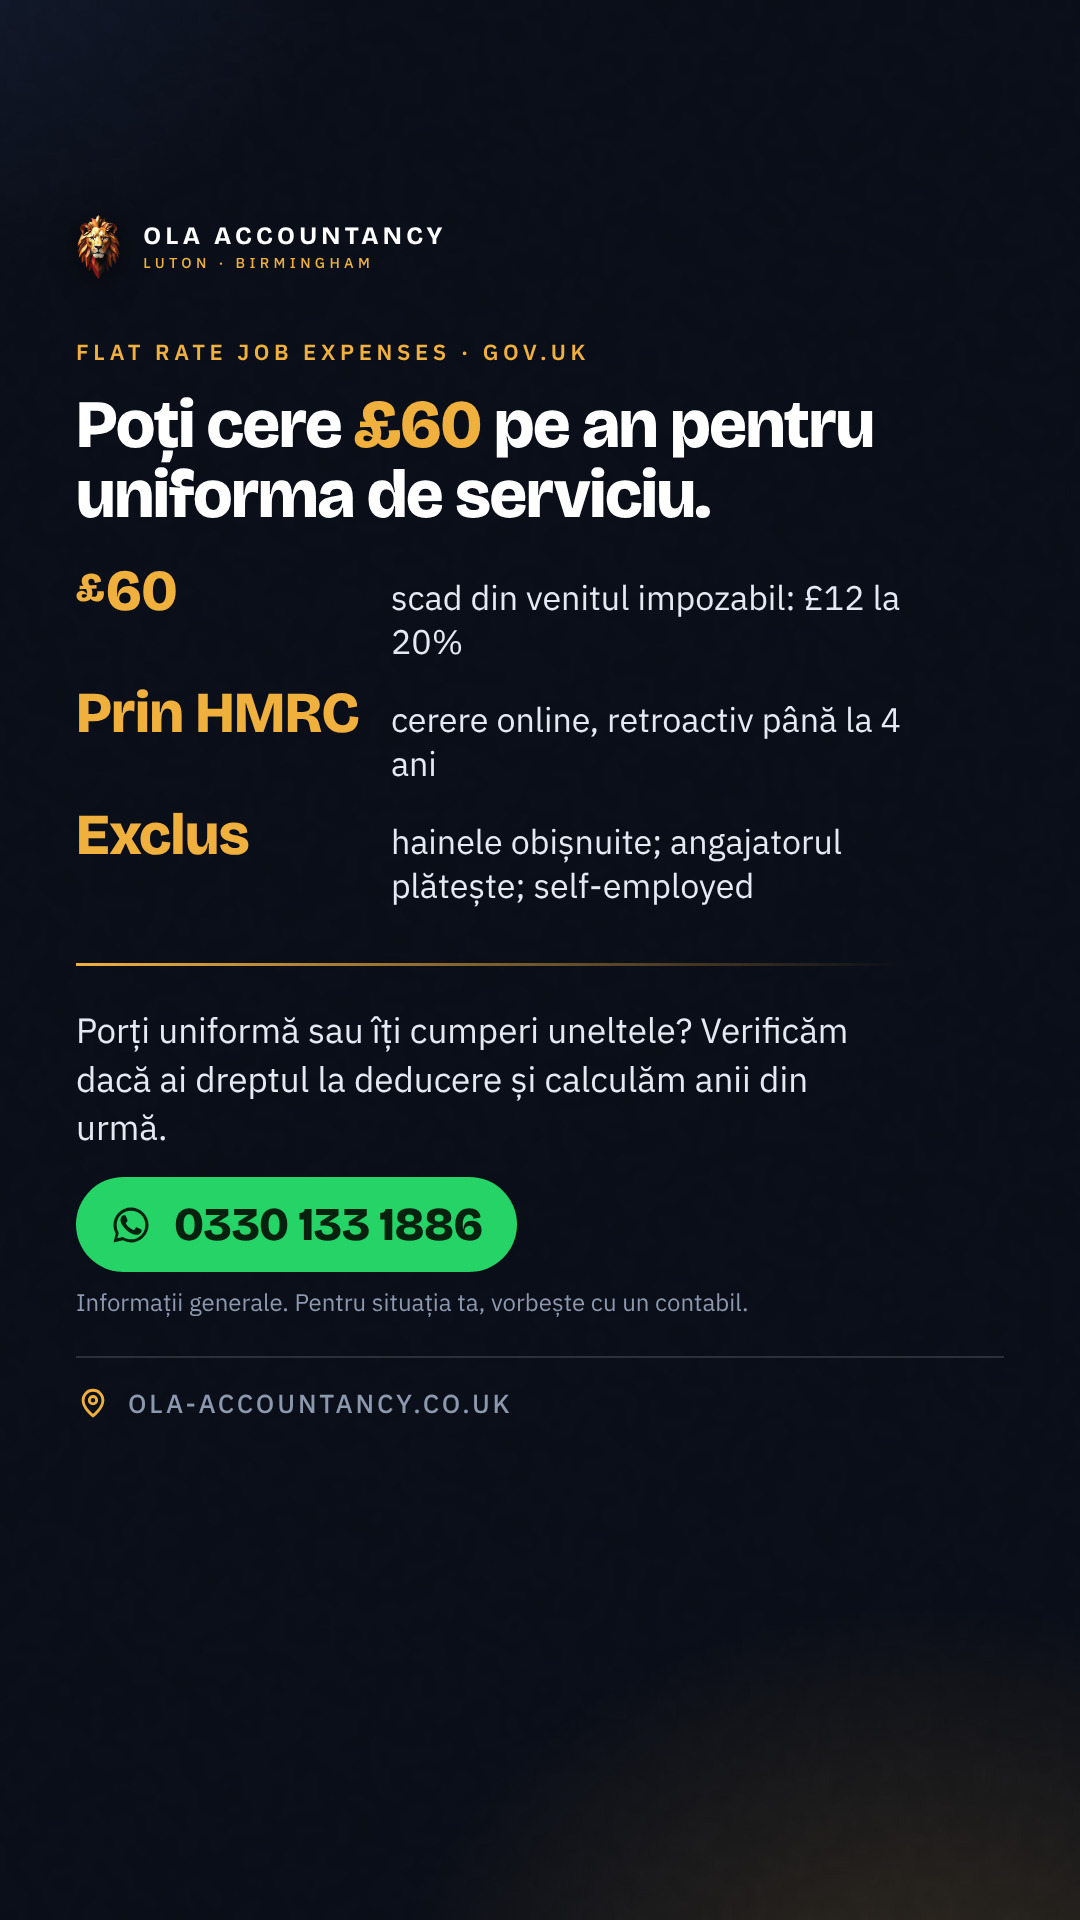 OLA ACCOUNTANCY
LUTON · BIRMINGHAM
FLAT RATE JOB EXPENSES · GOV.UK
Poți cere £60 pe an pentru
uniforma de serviciu.
£60
scad din venitul impozabil: £12 la
20%
Prin HMRC
cerere online, retroactiv până la 4
ani
Exclus
hainele obișnuite; angajatorul
plătește; self-employed
Porți uniformă sau îți cumperi uneltele? Verificăm
dacă ai dreptul la deducere și calculăm anii din
urmă.
0330 133 1886
Informații generale. Pentru situația ta, vorbește cu un contabil.
OLA-ACCOUNTANCY.CO.UK